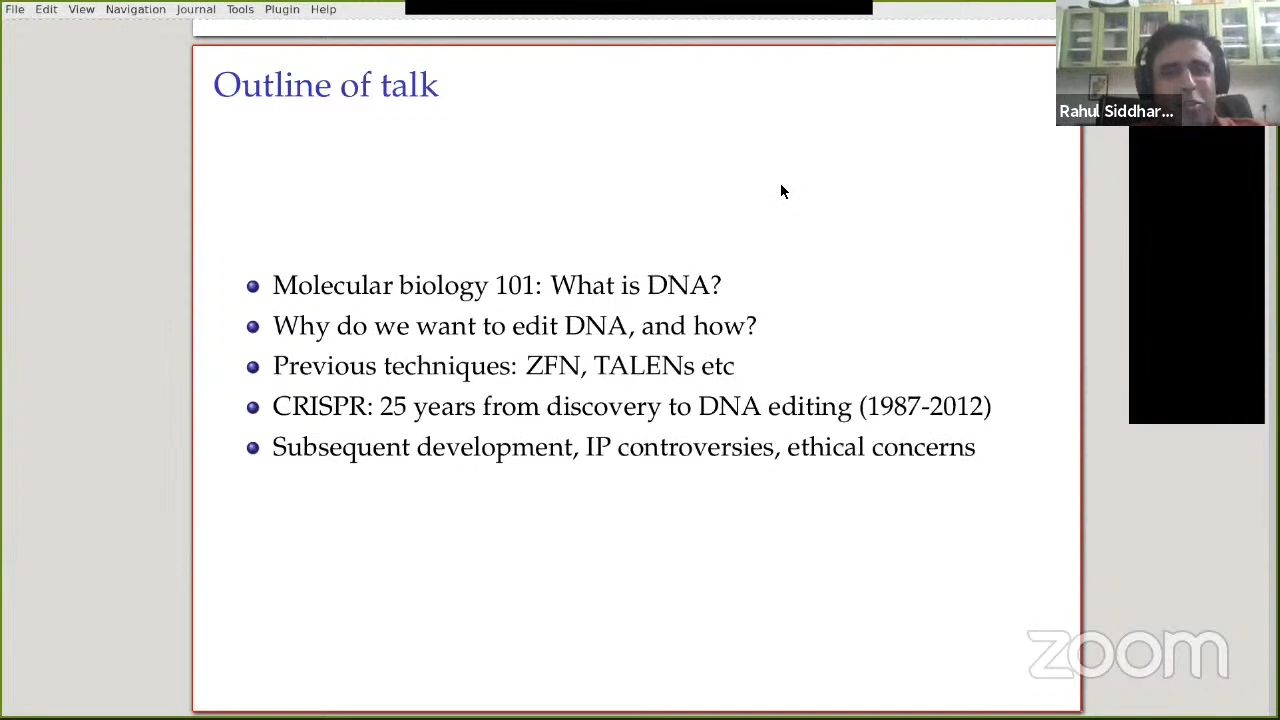 File Edit View Navigation Journal Tools Plugin Help
Outline of talk
Rahul Siddhar...
Molecular biology 101: What is DNA?
Why do we want to edit DNA, and how?
Previous techniques: ZFN, TALENs etc
CRISPR: 25 years from discovery to DNA editing (1987-2012)
Subsequent development, IP controversies, ethical concerns
zoom